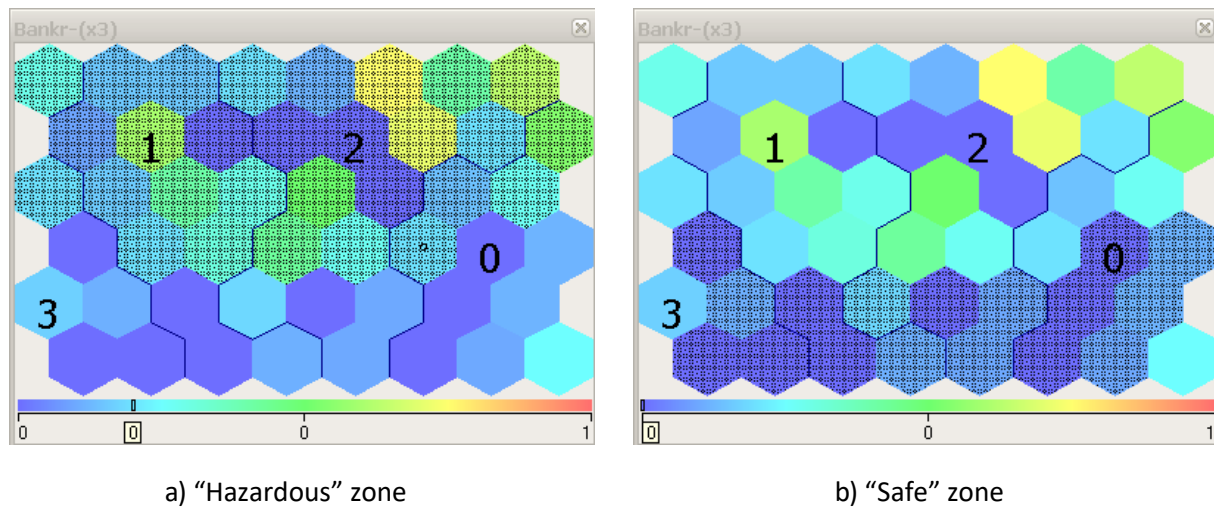 Bankr-(x3)
1
2
0
3
0 0 0 1
a) “Hazardous” zone
Bankr-(x3)
1
2
0
3
0 0 1
b) “Safe” zone